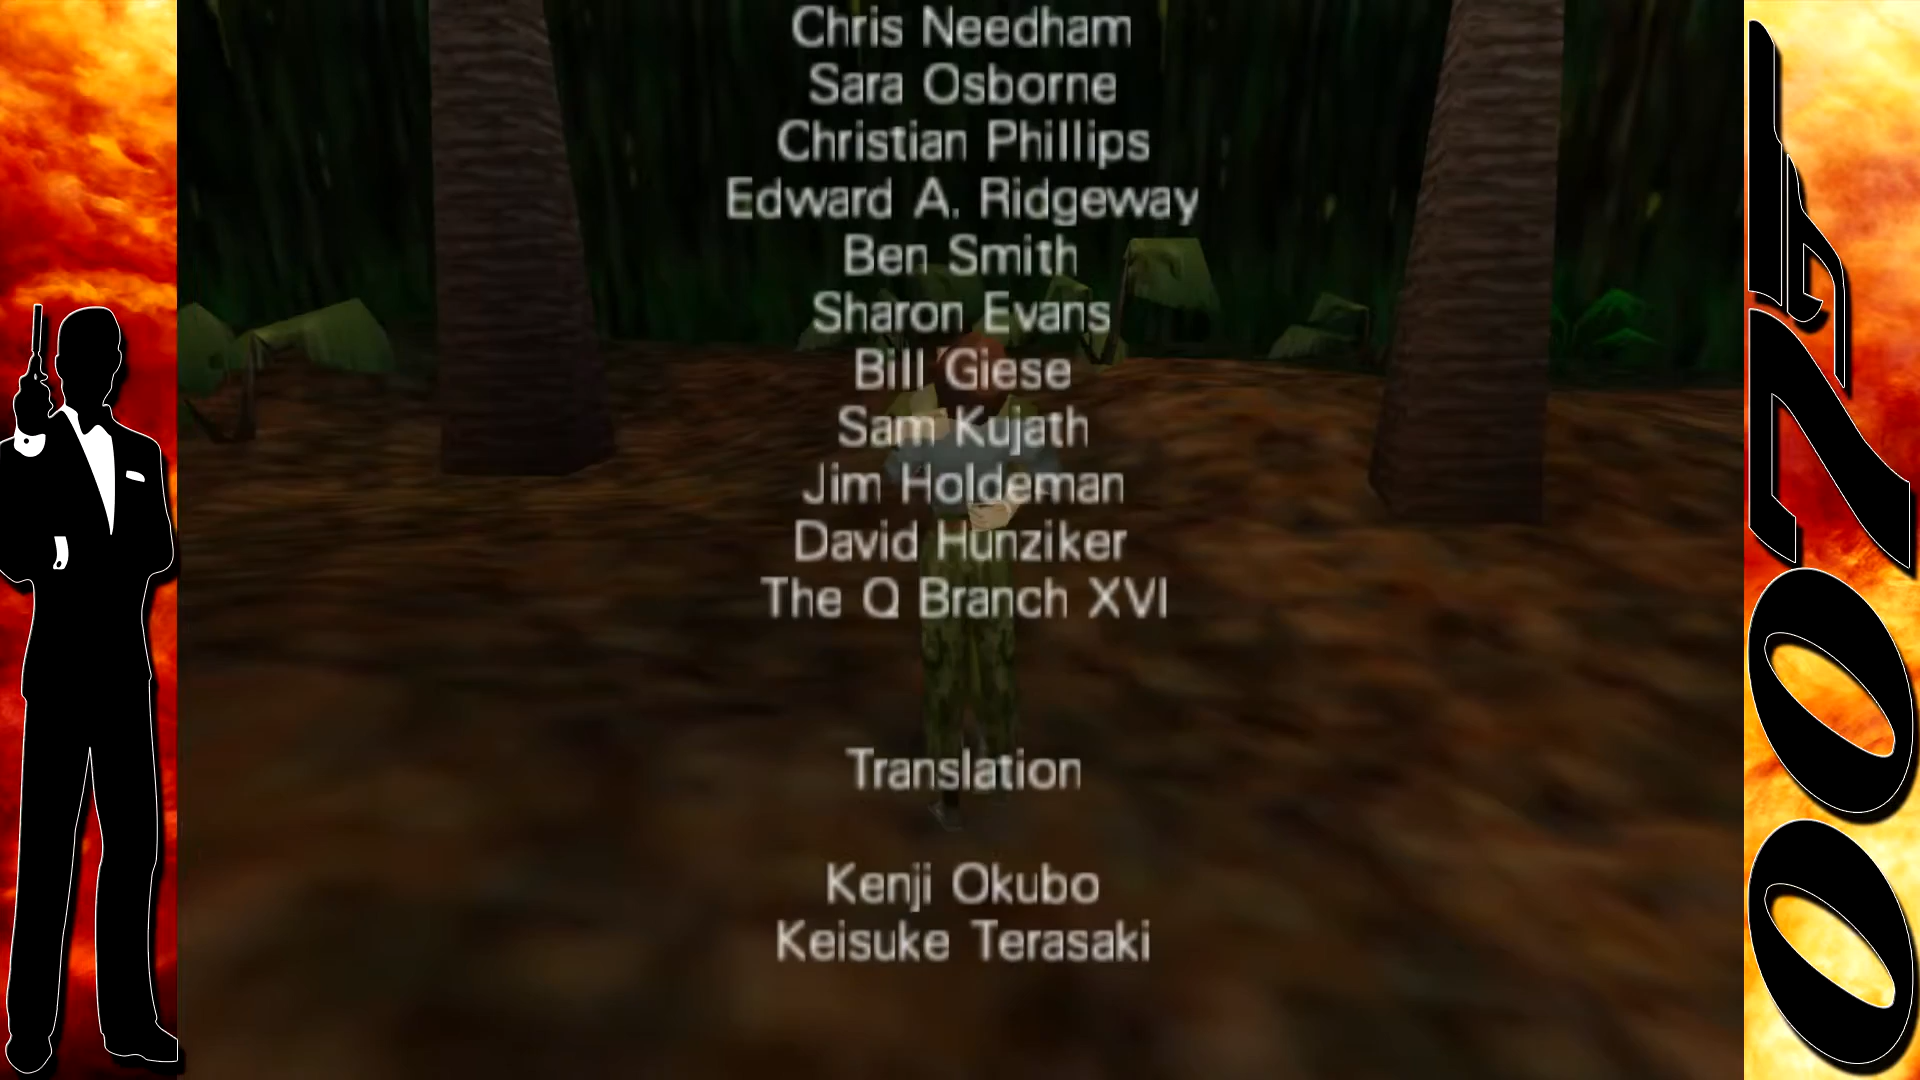 Chris Needham
Sara Osborne
Christian Phillips
Edward A. Ridgeway
Ben Smith
Sharon Evans
Bill Giese
Sam Kujath
Jim Holdeman
David Hunziker
The Q Branch XVI
Translation
Kenji Okubo
Keisuke Terasaki
007